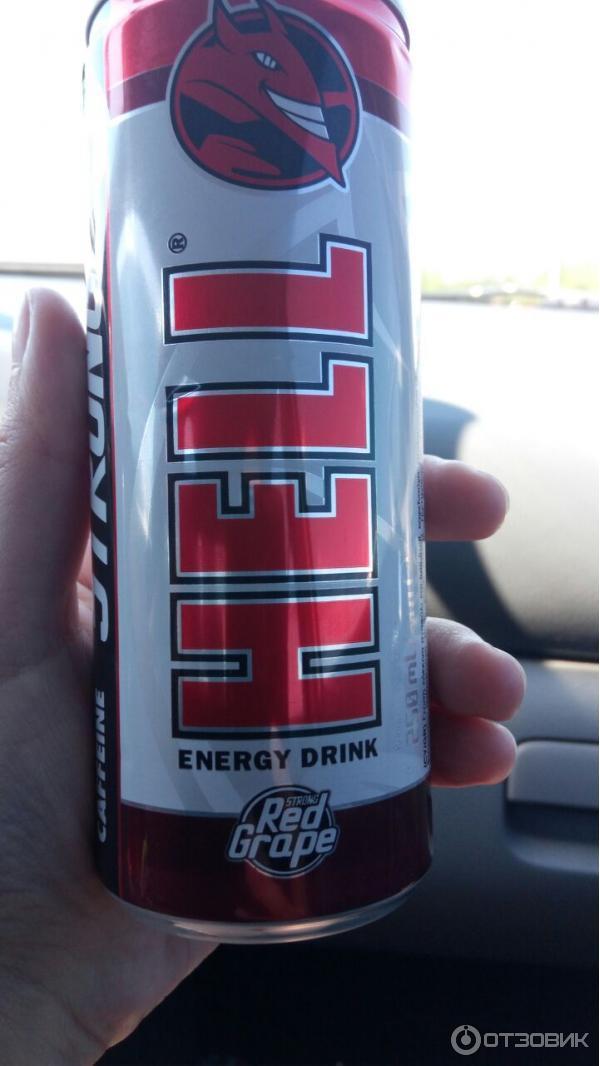 ®
HELL
ENERGY DRINK
STRONG
Red
Grape
CAFFEINE
STRONG
250 ml
ОТЗОВИК